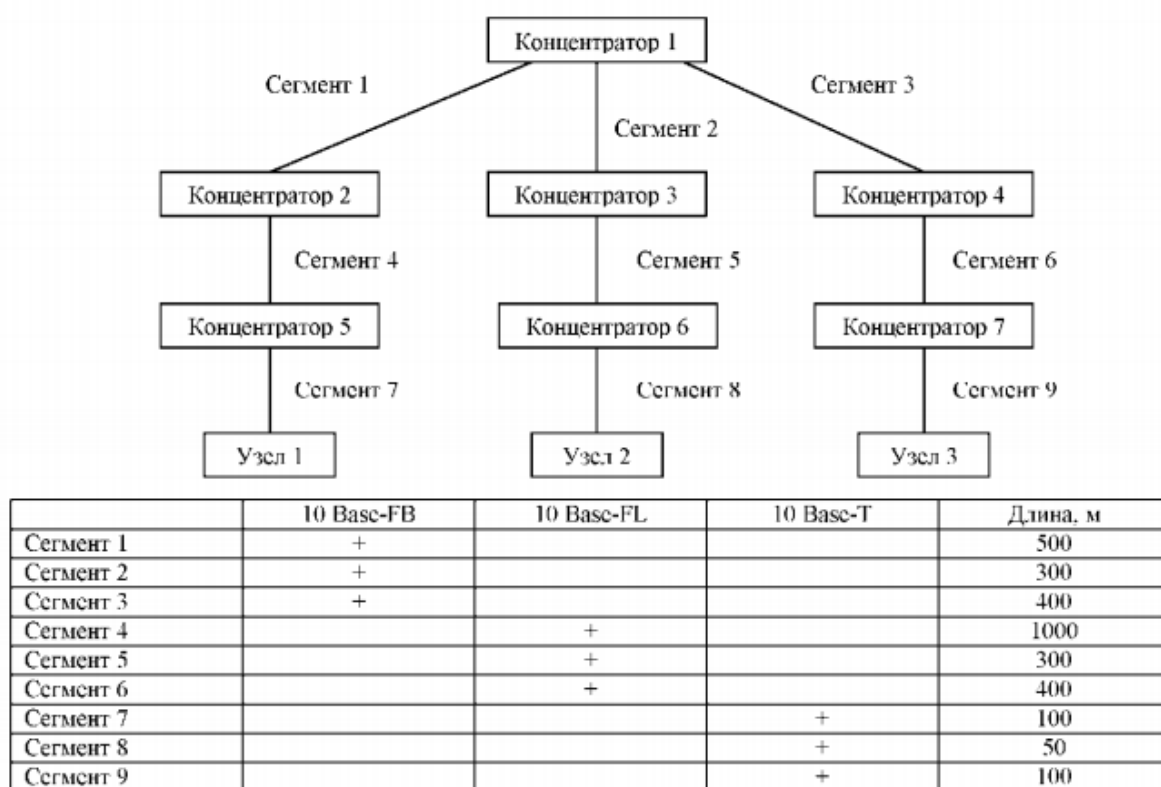 Концентратор 1
Сегмент 1
Сегмент 3
Сегмент 2
Концентратор 2
Концентратор 3
Концентратор 4
Сегмент 4
Сегмент 5
Сегмент 6
Концентратор 5
Концентратор 6
Концентратор 7
Сегмент 7
Сегмент 8
Сегмент 9
Узел 1
Узел 2
Узел 3
10 Base-FB 10 Base-FL 10 Base-T Длина, м
Сегмент 1 + 500
Сегмент 2 + 300
Сегмент 3 + 400
Сегмент 4 + 1000
Сегмент 5 + 300
Сегмент 6 + 400
Сегмент 7 + 100
Сегмент 8 + 50
Сегмент 9 + 100